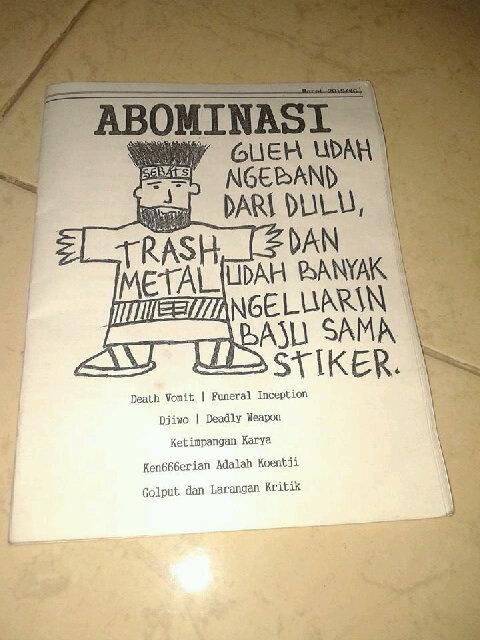 ABOMINASI
GUEH UDAH
NGEBAND
DARI DULU,
DAN
UDAH BANYAK
NGELUARIN
BAJU SAMA
STIKER.
SEBATS
TRASH
METAL
Death Vomit | Funeral Inception
Djiwo | Deadly Weapon
Ketimpangan Karya
Ken666erian Adalah Koentji
Golput dan Larangan Kritik